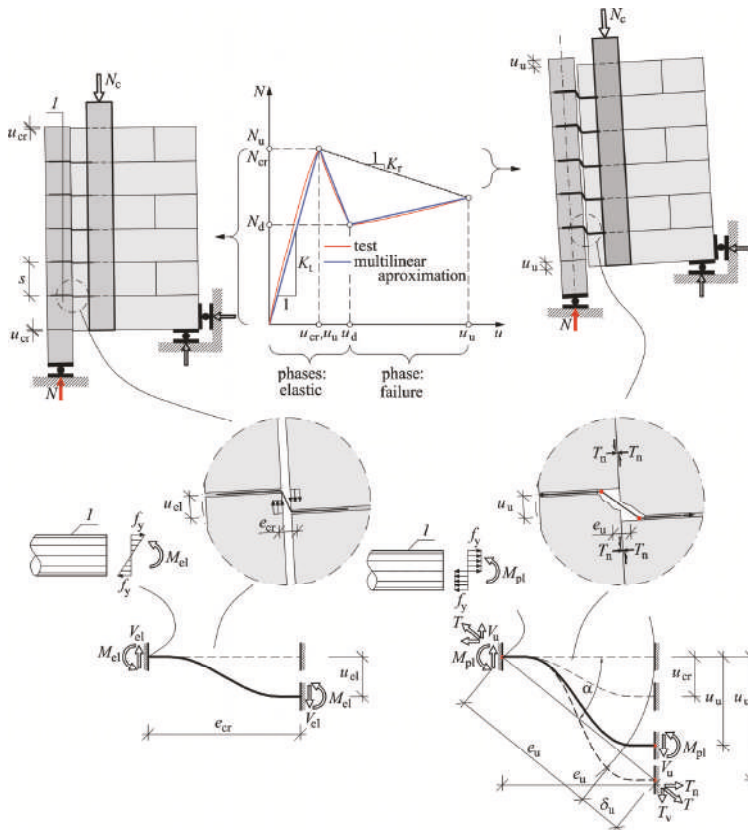 N_c
1
u_cr
s
u_cr
N
N
N_u
N_cr
N_d
1
K_r
K_t
1
test
multilinear
aproximation
u_cr,u_u
u_d
u_u
u
phases:
elastic
phase:
failure
N_c
u_u
u_u
N
u_el
e_cr
1
f_y
f_y
M_el
T_n
T_n
u_u
e_u
T_n
T_n
1
f_y
f_y
M_pl
V_el
M_el
u_el
M_el
V_el
e_cr
T
V_u
M_pl
α
u_cr
u_u
M_pl
V_u
e_u
e_u
δ_u
T_n
T
T_v